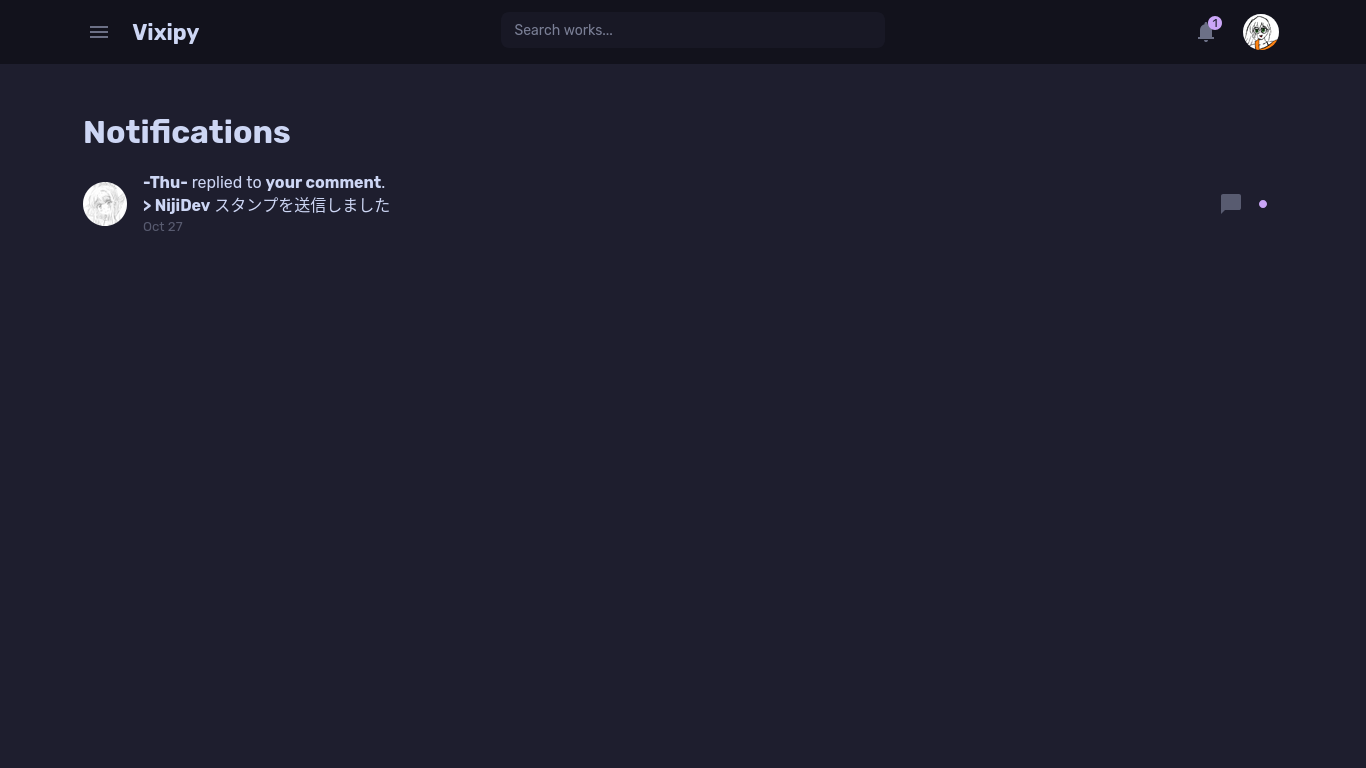 Vixipy
Search works...
1
Notifications
-Thu- replied to your comment.
> NijiDev スタンプを送信しました
Oct 27